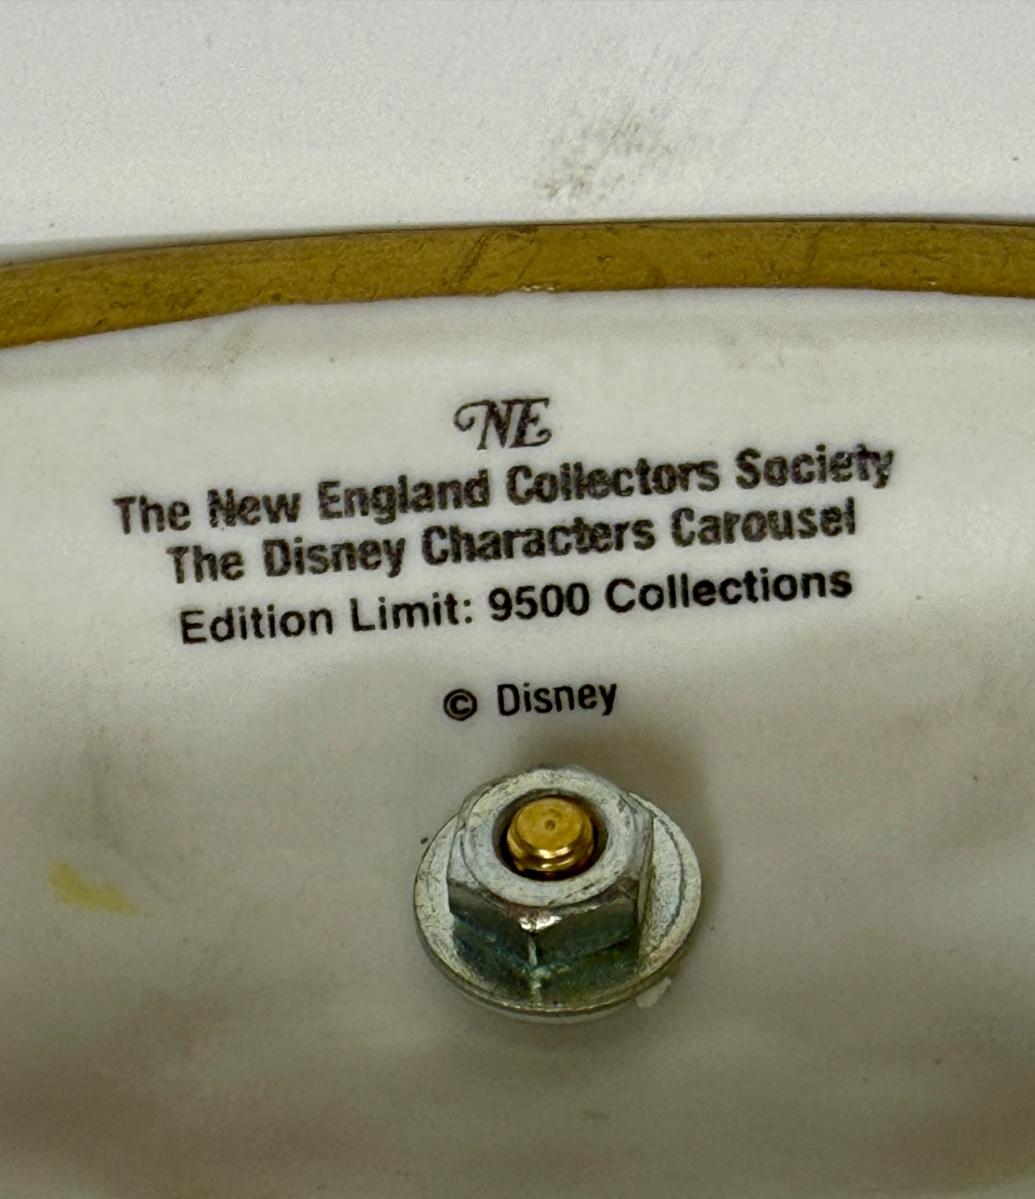 NE
The New England Collectors Society
The Disney Characters Carousel
Edition Limit: 9500 Collections
© Disney